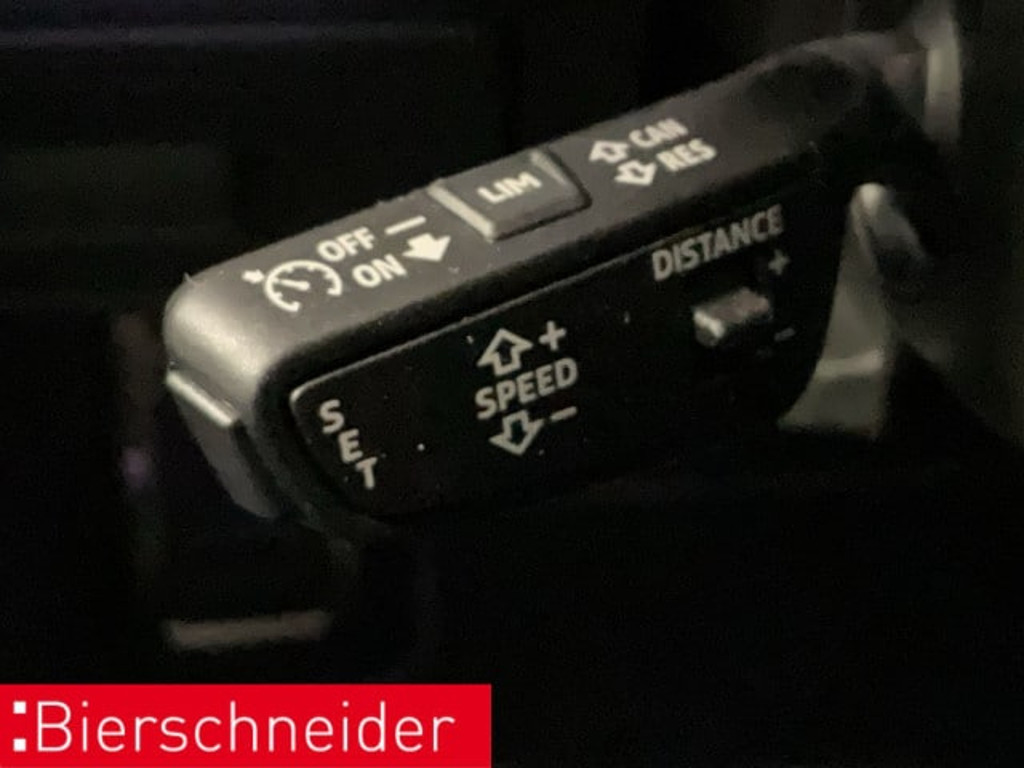 CAN
LIM
RES
OFF
ON
DISTANCE
+
-
+
SPEED
-
SET
:Bierschneider